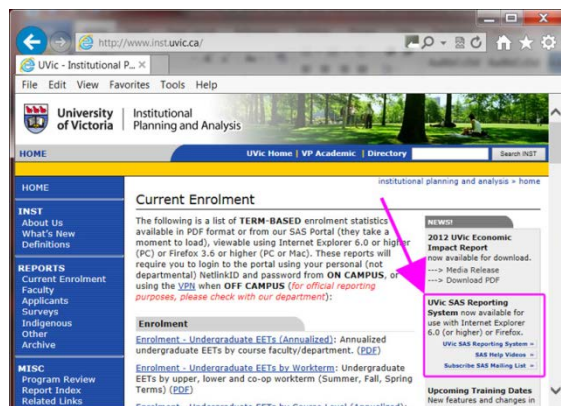 http://www.inst.uvic.ca/
UVic - Institutional P...
File Edit View Favorites Tools Help
University of Victoria
Institutional Planning and Analysis
HOME
UVic Home | VP Academic | Directory
Search INST
institutional planning and analysis > home
HOME
INST
About Us
What's New
Definitions
REPORTS
Current Enrolment
Faculty
Applicants
Surveys
Indigenous
Other
Archive
MISC
Program Review
Report Index
Related Links
Current Enrolment
The following is a list of TERM-BASED enrolment statistics
available in PDF format or from our SAS Portal (they take a
moment to load), viewable using Internet Explorer 6.0 or higher
(PC) or Firefox 3.6 or higher (PC or Mac). These reports will
require you to login to the portal using your personal (not
departmental) NetlinkID and password from ON CAMPUS, or
using the VPN when OFF CAMPUS (for official reporting
purposes, please check with our department):
Enrolment
Enrolment - Undergraduate EETs (Annualized): Annualized
undergraduate EETs by course faculty/department. (PDF)
Enrolment - Undergraduate EETs by Workterm: Undergraduate
EETs by upper, lower and co-op workterm (Summer, Fall, Spring
Terms) (PDF)
Enrolment - Undergraduate EETs by Course Level (Annualized):
NEWS!
2012 UVic Economic
Impact Report
now available for download.
---> Media Release
---> Download PDF
UVic SAS Reporting
System now available for
use with Internet Explorer
6.0 (or higher) or Firefox.
UVic SAS Reporting System
SAS Help Videos
Subscribe SAS Mailing List
Upcoming Training Dates
New features and changes in